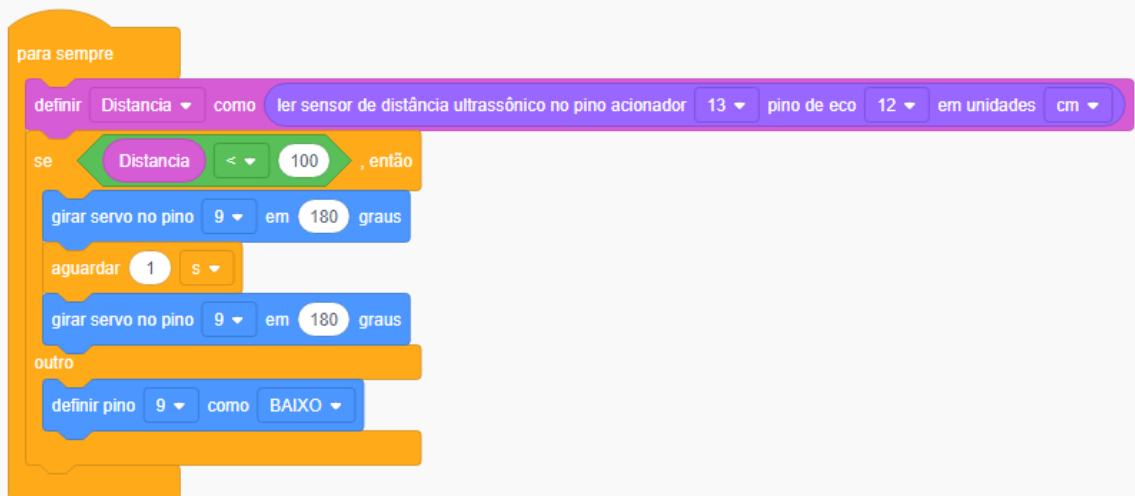 para sempre
definir Distancia como ler sensor de distância ultrassônico no pino acionador 13 pino de eco 12 em unidades cm
se Distancia < 100 , então
girar servo no pino 9 em 180 graus
aguardar 1 s
girar servo no pino 9 em 180 graus
outro
definir pino 9 como BAIXO